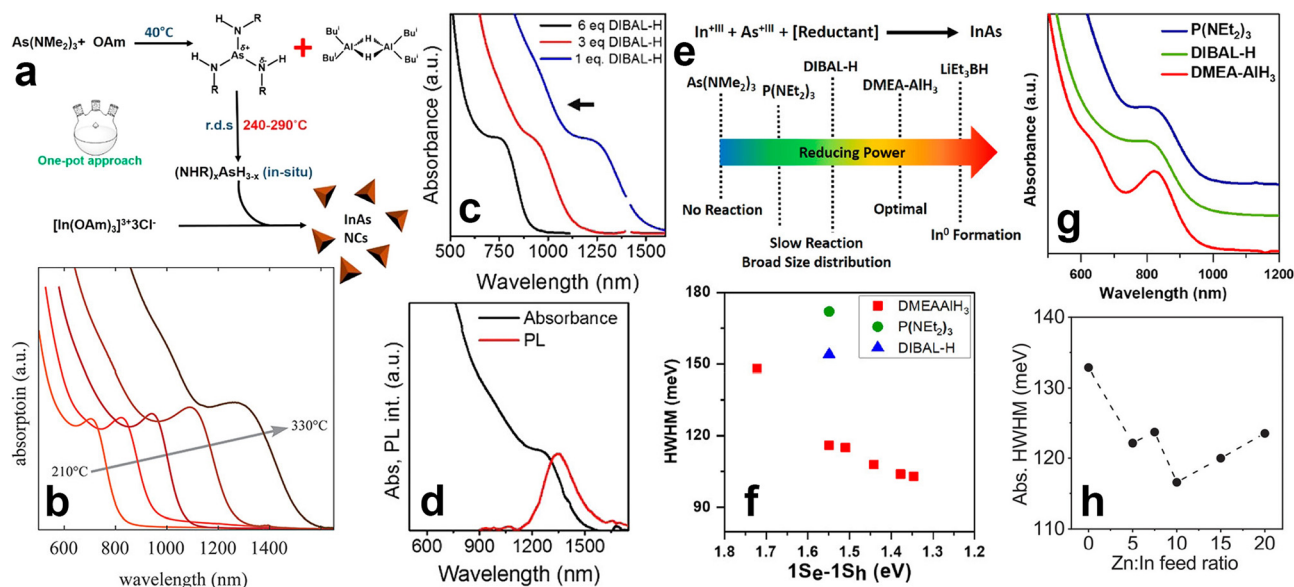 a
As(NMe₂)₃+ OAm
40°C
H
R
N
As
δ+
H
N
R
N
δ-
H
R
+
Buⁱ
Buⁱ
Al
H
H
Al
Buⁱ
Buⁱ
One-pot approach
r.d.s
240-290°C
(NHR)ₓAsH₃₋ₓ (in-situ)
[In(OAm)₃]³⁺3Cl⁻
InAs
NCs
b
absorptoin (a.u.)
210°C
330°C
600 800 1000 1200 1400
wavelength (nm)
c
Absorbance (a.u.)
6 eq DIBAL-H
3 eq DIBAL-H
1 eq. DIBAL-H
500 750 1000 1250 1500
Wavelength (nm)
d
Abs, PL int. (a.u.)
Absorbance
PL
600 900 1200 1500
Wavelength (nm)
e
In⁺ᴵᴵᴵ + As⁺ᴵᴵᴵ + [Reductant]
InAs
As(NMe₂)₃
P(NEt₂)₃
DIBAL-H
DMEA-AlH₃
LiEt₃BH
Reducing Power
No Reaction
Slow Reaction
Broad Size distribution
Optimal
In⁰ Formation
f
HWHM (meV)
180
150
120
90
DMEAAlH₃
P(NEt₂)₃
DIBAL-H
1.8 1.7 1.6 1.5 1.4 1.3 1.2
1Sₑ-1Sₕ (eV)
g
Absorbance (a.u.)
P(NEt₂)₃
DIBAL-H
DMEA-AlH₃
600 800 1000 1200
Wavelength (nm)
h
Abs. HWHM (meV)
140
130
120
110
0 5 10 15 20
Zn:In feed ratio